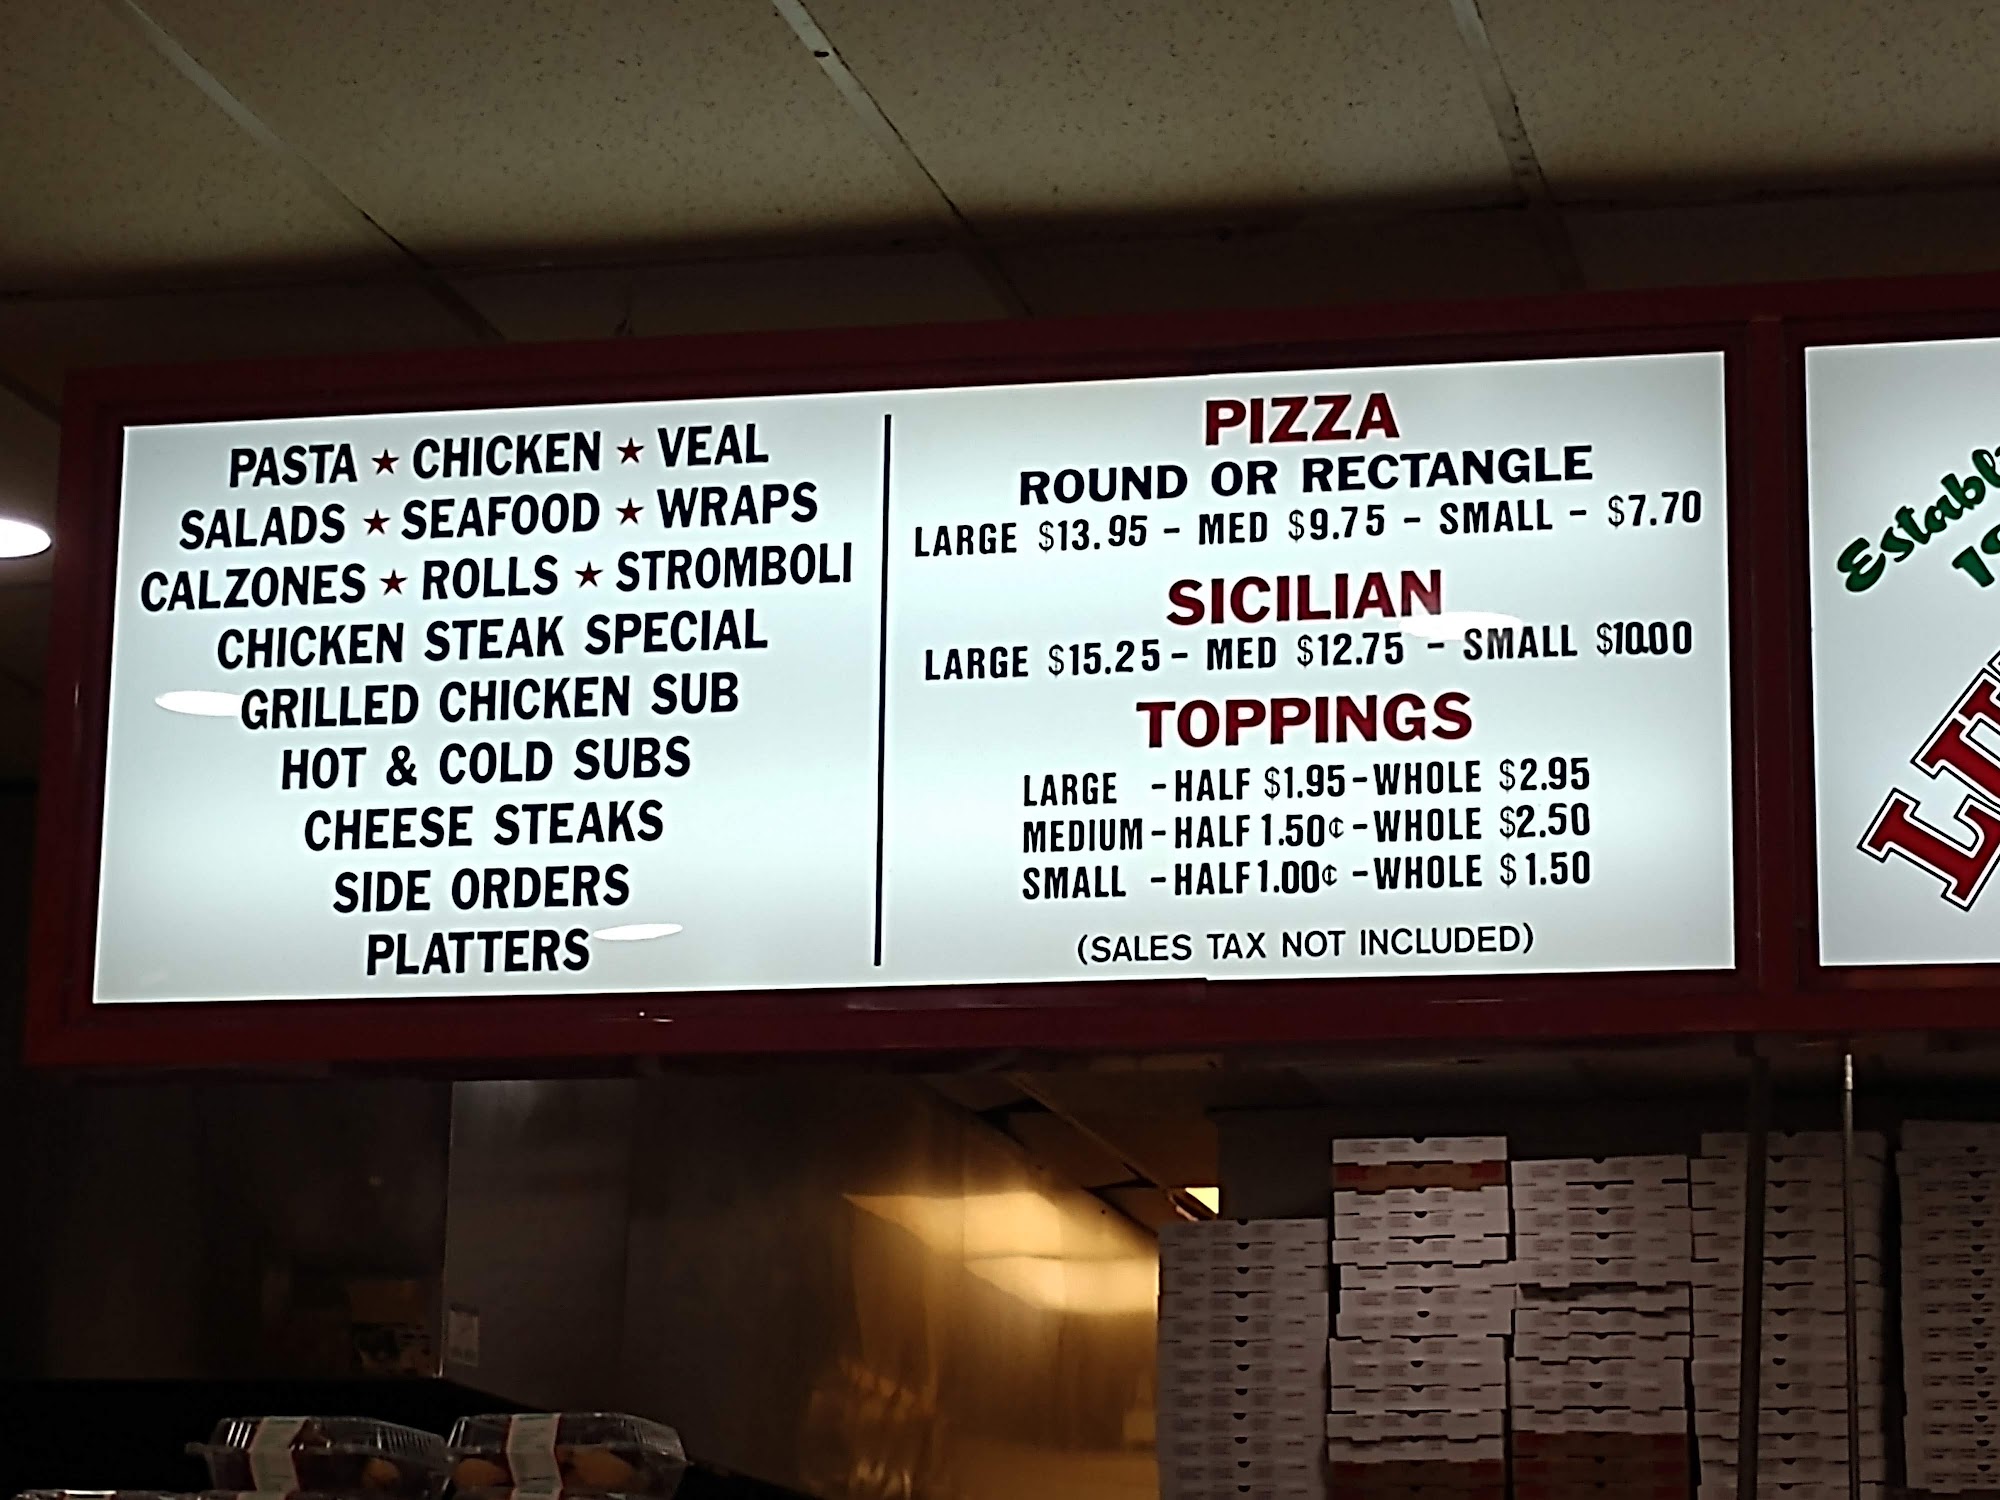 PASTA ★ CHICKEN ★ VEAL
SALADS ★ SEAFOOD ★ WRAPS
CALZONES ★ ROLLS ★ STROMBOLI
CHICKEN STEAK SPECIAL
GRILLED CHICKEN SUB
HOT & COLD SUBS
CHEESE STEAKS
SIDE ORDERS
PLATTERS
PIZZA
ROUND OR RECTANGLE
LARGE $13.95 - MED $9.75 - SMALL - $7.70
SICILIAN
LARGE $15.25 - MED $12.75 - SMALL $10.00
TOPPINGS
LARGE - HALF $1.95 - WHOLE $2.95
MEDIUM - HALF 1.50¢ - WHOLE $2.50
SMALL - HALF 1.00¢ - WHOLE $1.50
(SALES TAX NOT INCLUDED)